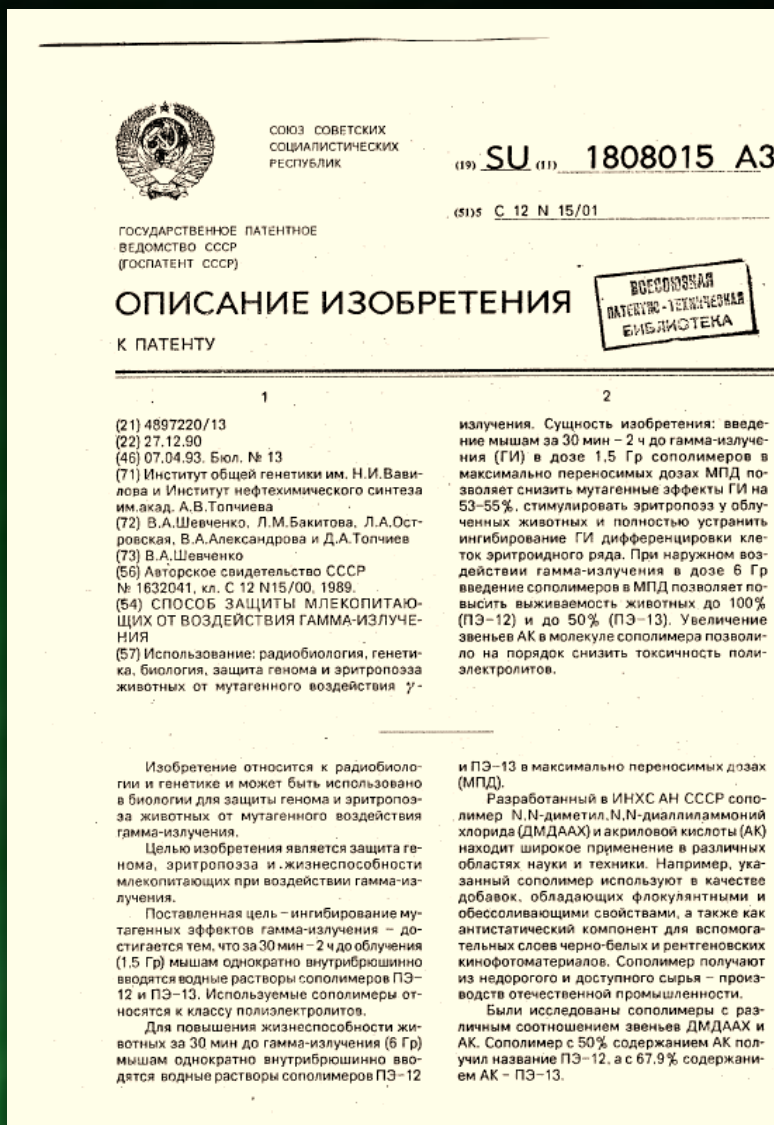 СОЮЗ СОВЕТСКИХ
СОЦИАЛИСТИЧЕСКИХ
РЕСПУБЛИК
(19) SU (11) 1808015 А3
(51)5 С 12 N 15/01
ГОСУДАРСТВЕННОЕ ПАТЕНТНОЕ
ВЕДОМСТВО СССР
(ГОСПАТЕНТ СССР)
ОПИСАНИЕ ИЗОБРЕТЕНИЯ
К ПАТЕНТУ
ВСЕСОЮЗНАЯ
ПАТЕНТНО-ТЕХНИЧЕСКАЯ
БИБЛИОТЕКА
1
(21) 4897220/13
(22) 27.12.90
(46) 07.04.93. Бюл. № 13
(71) Институт общей генетики им. Н.И.Вави-
лова и Институт нефтехимического синтеза
им.акад. А.В.Топчиева
(72) В.А.Шевченко, Л.М.Бакитова, Л.А.Ост-
ровская, В.А.Александрова и Д.А.Топчиев
(73) В.А.Шевченко
(56) Авторское свидетельство СССР
№ 1632041, кл. С 12 N15/00, 1989.
(54) СПОСОБ ЗАЩИТЫ МЛЕКОПИТАЮ-
ЩИХ ОТ ВОЗДЕЙСТВИЯ ГАММА-ИЗЛУЧЕ-
НИЯ
(57) Использование: радиобиология, генети-
ка, биология, защита генома и эритропоэза
животных от мутагенного воздействия γ-
2
излучения. Сущность изобретения: введе-
ние мышам за 30 мин – 2 ч до гамма-излуче-
ния (ГИ) в дозе 1,5 Гр сополимеров в
максимально переносимых дозах МПД по-
зволяет снизить мутагенные эффекты ГИ на
53–55%, стимулировать эритропоэз у облу-
ченных животных и полностью устранить
ингибирование ГИ дифференцировки кле-
ток эритроидного ряда. При наружном воз-
действии гамма-излучения в дозе 6 Гр
введение сополимеров в МПД позволяет по-
высить выживаемость животных до 100%
(ПЭ-12) и до 50% (ПЭ-13). Увеличение
звеньев АК в молекуле сополимера позволи-
ло на порядок снизить токсичность поли-
электролитов.
Изобретение относится к радиобиоло-
гии и генетике и может быть использовано
в биологии для защиты генома и эритропоэ-
за животных от мутагенного воздействия
гамма-излучения.
Целью изобретения является защита ге-
нома, эритропоэза и жизнеспособности
млекопитающих при воздействии гамма-из-
лучения.
Поставленная цель – ингибирование му-
тагенных эффектов гамма-излучения – до-
стигается тем, что за 30 мин – 2 ч до облучения
(1,5 Гр) мышам однократно внутрибрюшинно
вводятся водные растворы сополимеров ПЭ-
12 и ПЭ-13. Используемые сополимеры от-
носятся к классу полиэлектролитов.
Для повышения жизнеспособности жи-
вотных за 30 мин до гамма-излучения (6 Гр)
мышам однократно внутрибрюшинно вво-
дятся водные растворы сополимеров ПЭ-12
и ПЭ-13 в максимально переносимых дозах
(МПД).
Разработанный в ИНХС АН СССР сопо-
лимер N,N-диметил,N,N-диаллиламмоний
хлорида (ДМДААХ) и акриловой кислоты (АК)
находит широкое применение в различных
областях науки и техники. Например, ука-
занный сополимер используют в качестве
добавок, обладающих флокулянтными и
обессоливающими свойствами, а также как
антистатический компонент для вспомога-
тельных слоев черно-белых и рентгеновских
кинофотоматериалов. Сополимер получают
из недорогого и доступного сырья – произ-
водств отечественной промышленности.
Были исследованы сополимеры с раз-
личным соотношением звеньев ДМДААХ и
АК. Сополимер с 50% содержанием АК пол-
учил название ПЭ-12, а с 67,9% содержани-
ем АК – ПЭ-13.